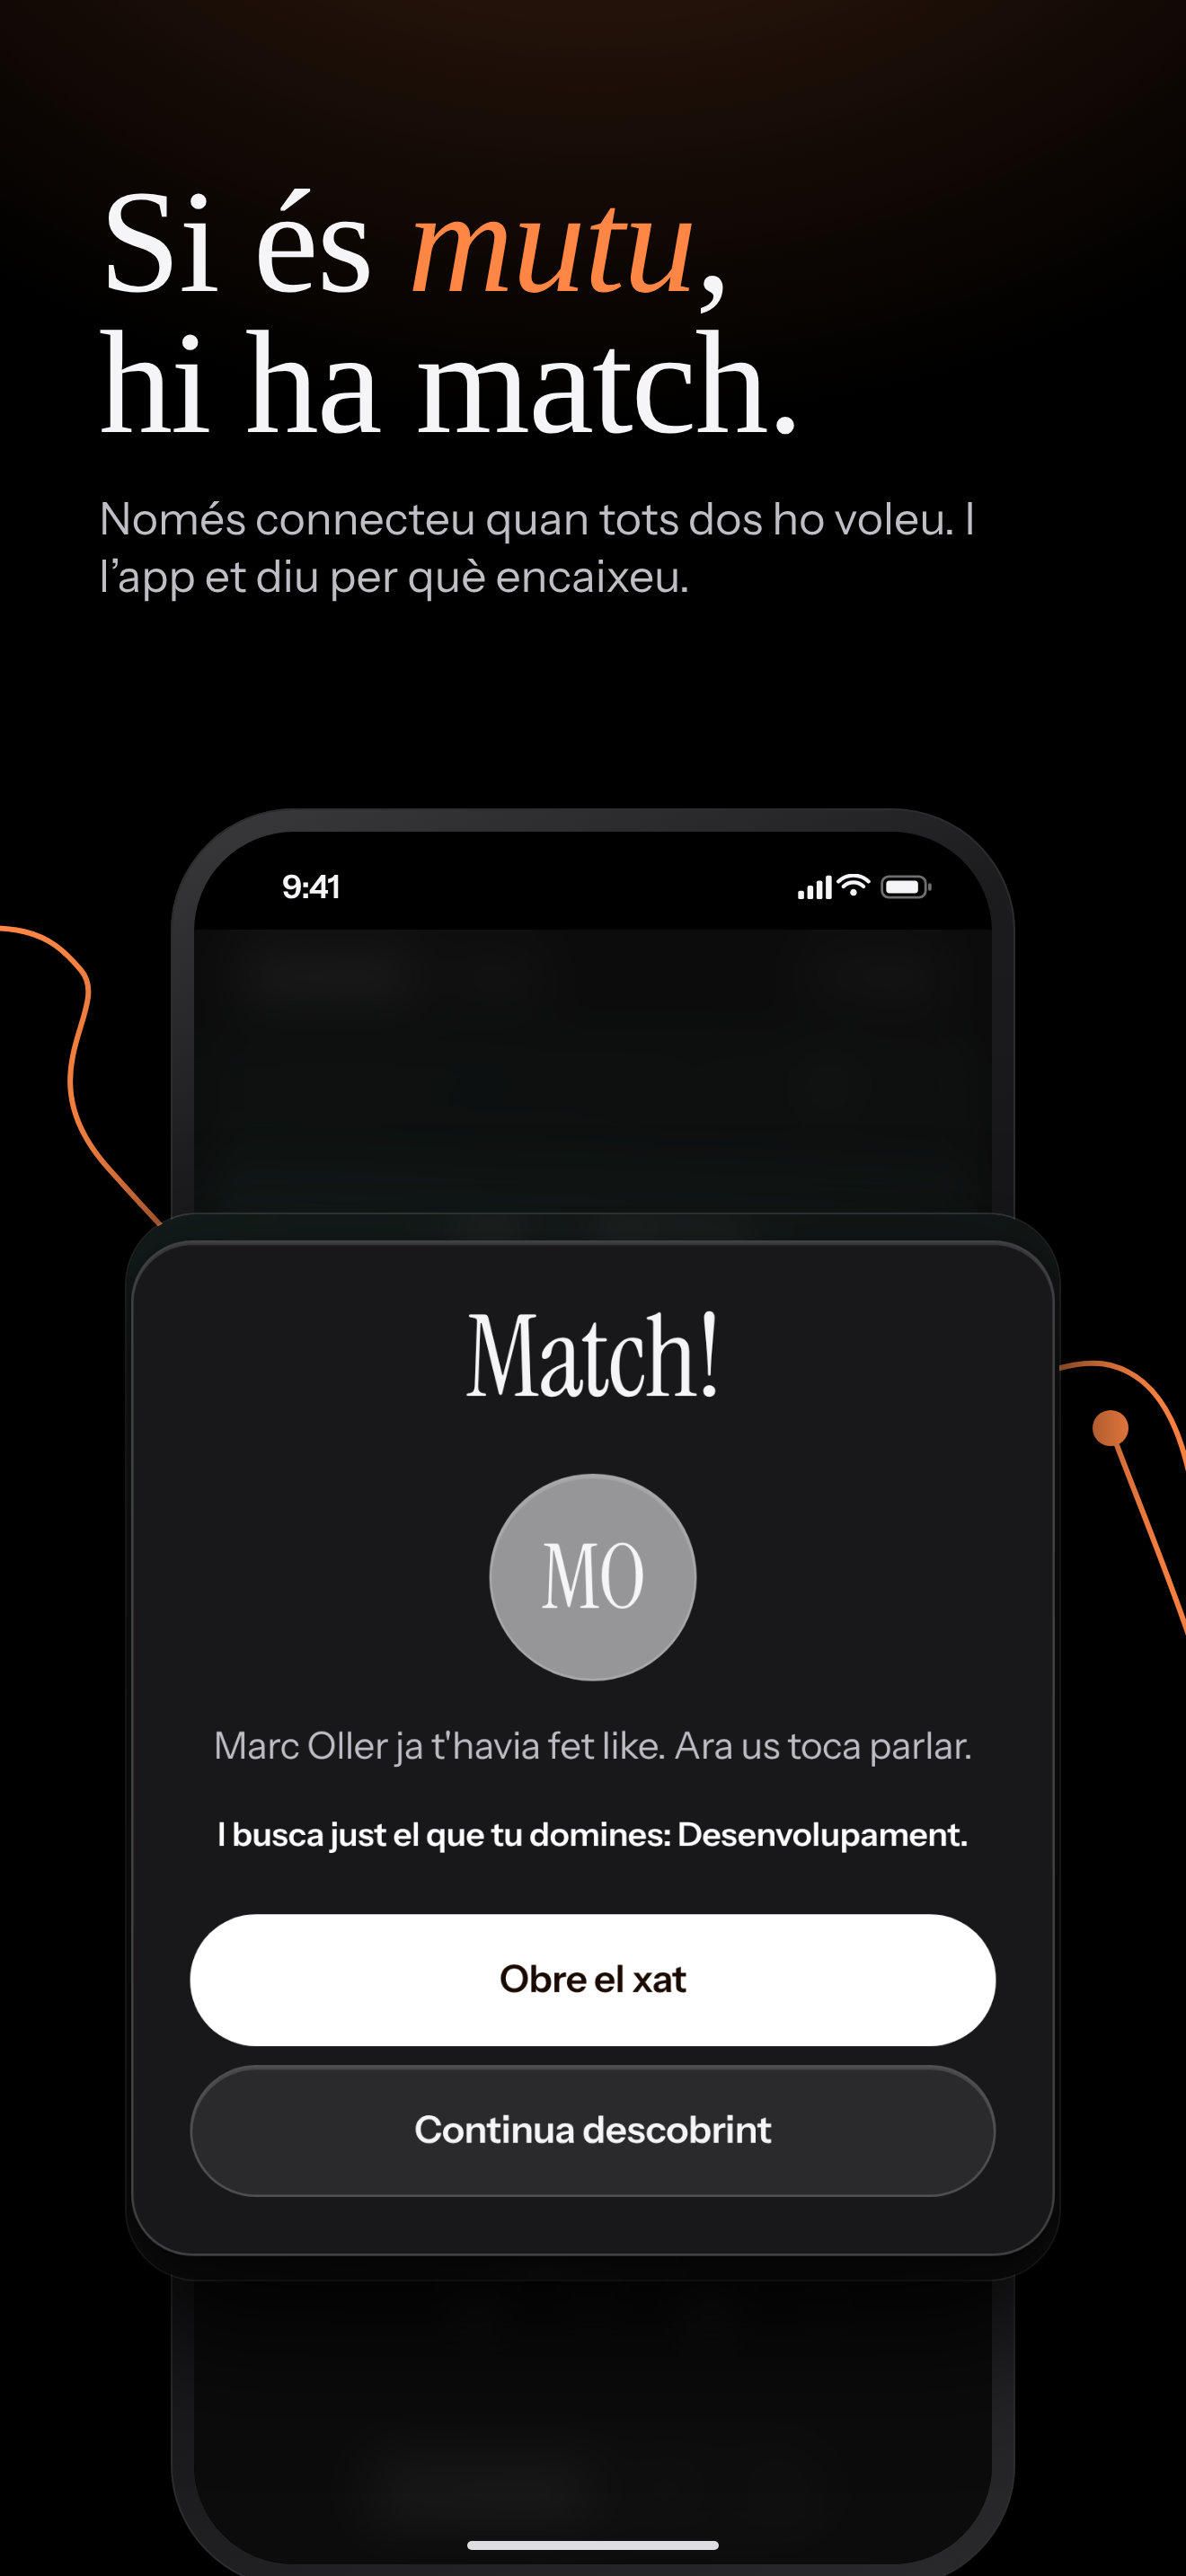 Si és mutu,
hi ha match.
Només connecteu quan tots dos ho voleu. I
l’app et diu per què encaixeu.
9:41
Match!
MO
Marc Oller ja t'havia fet like. Ara us toca parlar.
I busca just el que tu domines: Desenvolupament.
Obre el xat
Continua descobrint